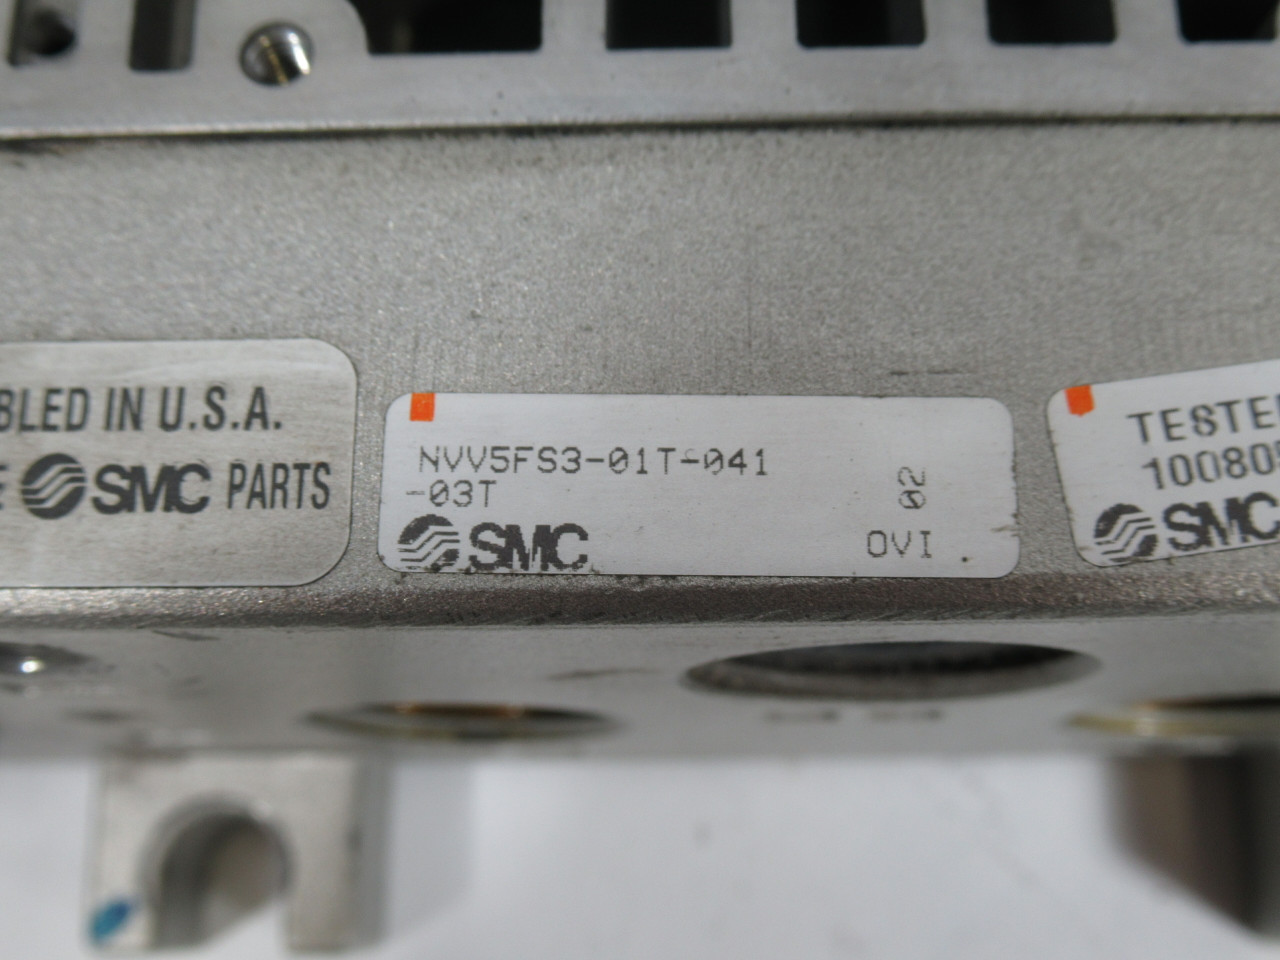 BLED IN U.S.A.
E SMC PARTS
NVV5FS3-01T-041
-03T
02
SMC
OVI
TESTE
10080
SMC